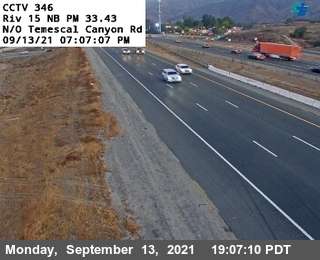 CCTV 346
Riv 15 NB PM 33.43
N/O Temescal Canyon Rd
09/13/21 07:07:07 PM
Monday, September 13, 2021 19:07:10 PDT